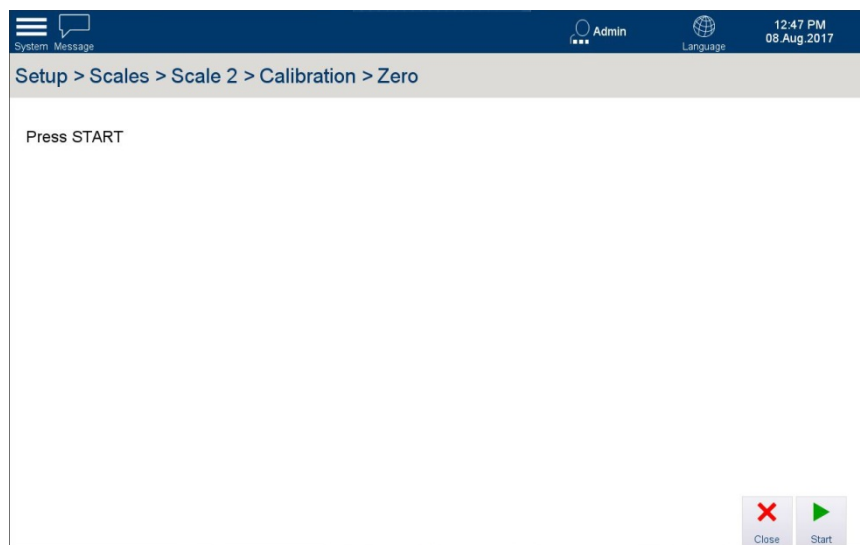 System Message
Admin
Language
12:47 PM
08.Aug.2017
Setup > Scales > Scale 2 > Calibration > Zero
Press START
Close Start